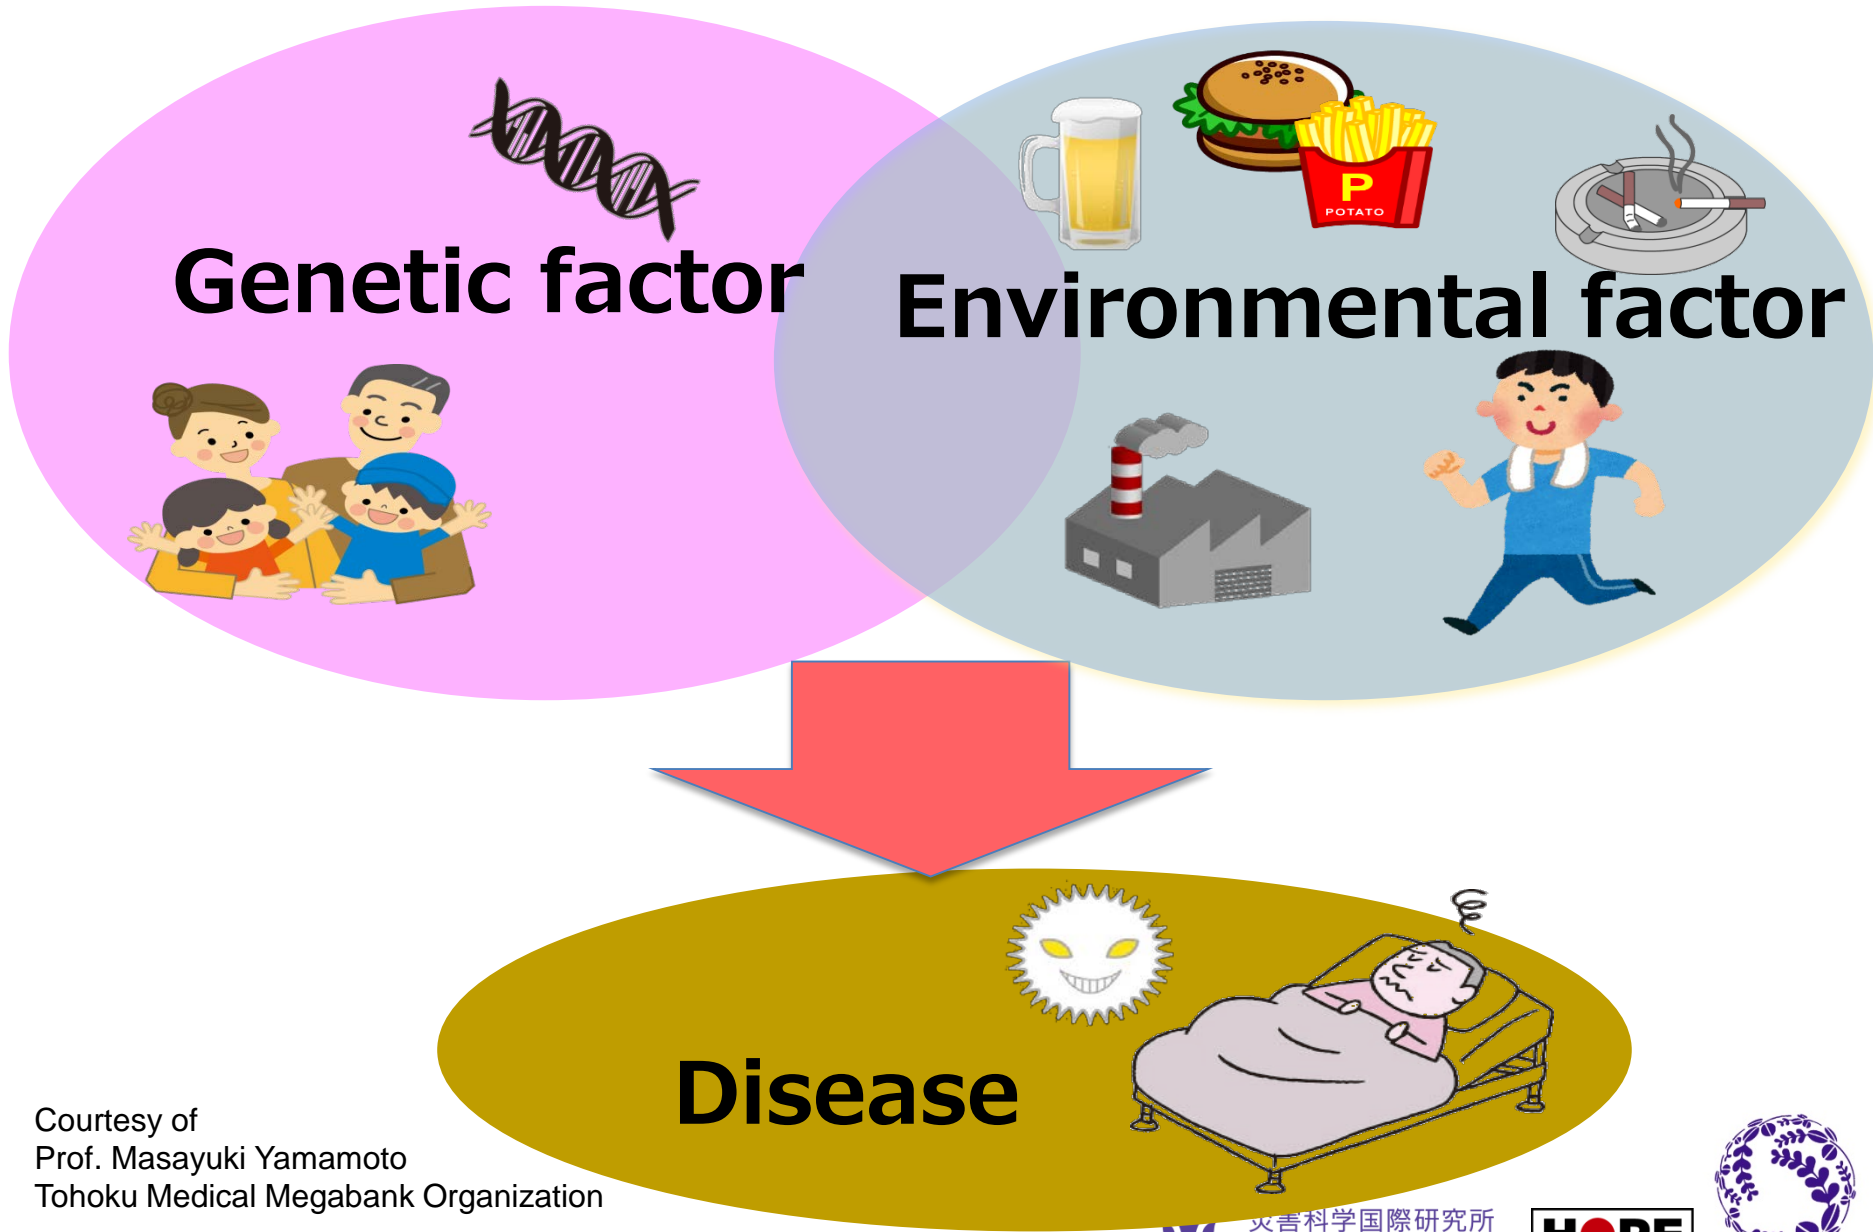 P
POTATO
Genetic factor
Environmental factor
Disease
Courtesy of
Prof. Masayuki Yamamoto
Tohoku Medical Megabank Organization
災害科学国際研究所
HOPE